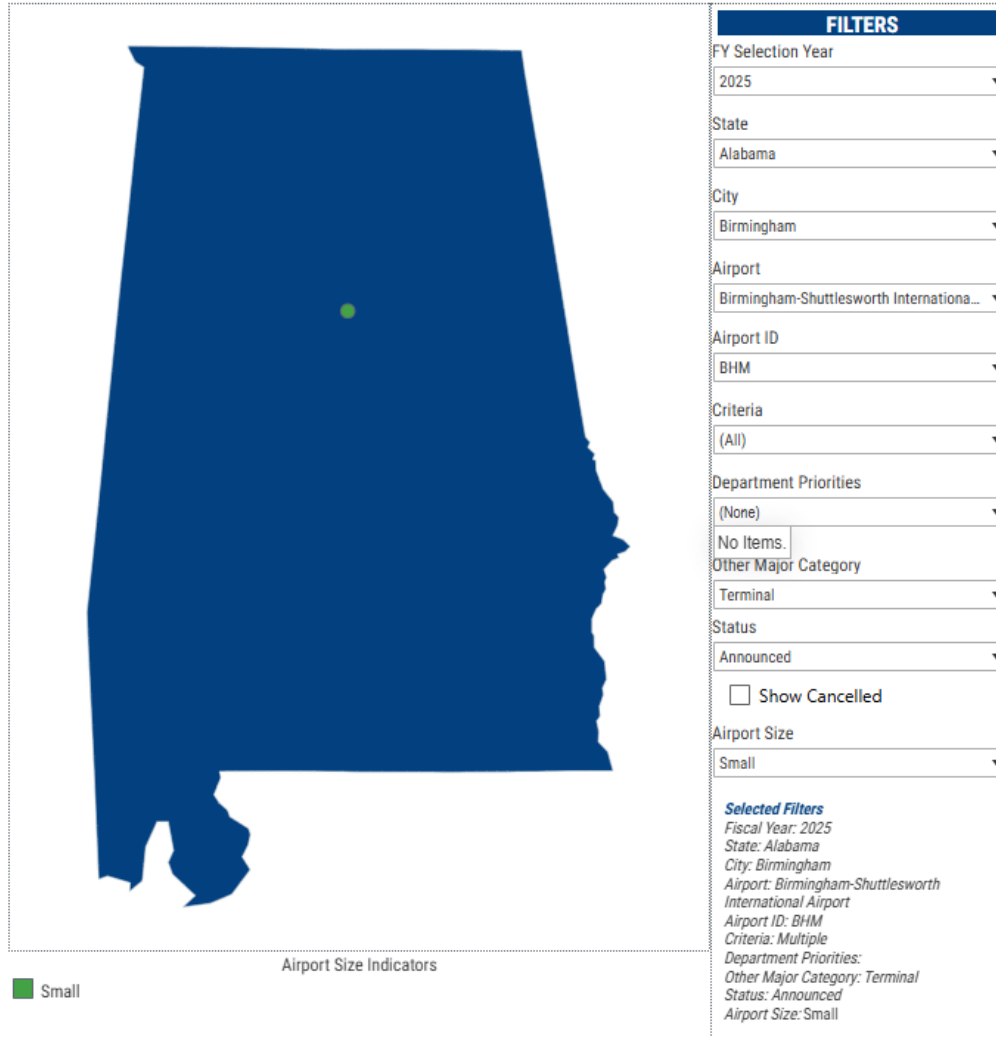 FILTERS
FY Selection Year
2025
State
Alabama
City
Birmingham
Airport
Birmingham-Shuttlesworth Internationa...
Airport ID
BHM
Criteria
(All)
Department Priorities
(None)
No Items.
Other Major Category
Terminal
Status
Announced
Show Cancelled
Airport Size
Small
Selected Filters
Fiscal Year: 2025
State: Alabama
City: Birmingham
Airport: Birmingham-Shuttlesworth
International Airport
Airport ID: BHM
Criteria: Multiple
Department Priorities:
Other Major Category: Terminal
Status: Announced
Airport Size: Small
Airport Size Indicators
Small